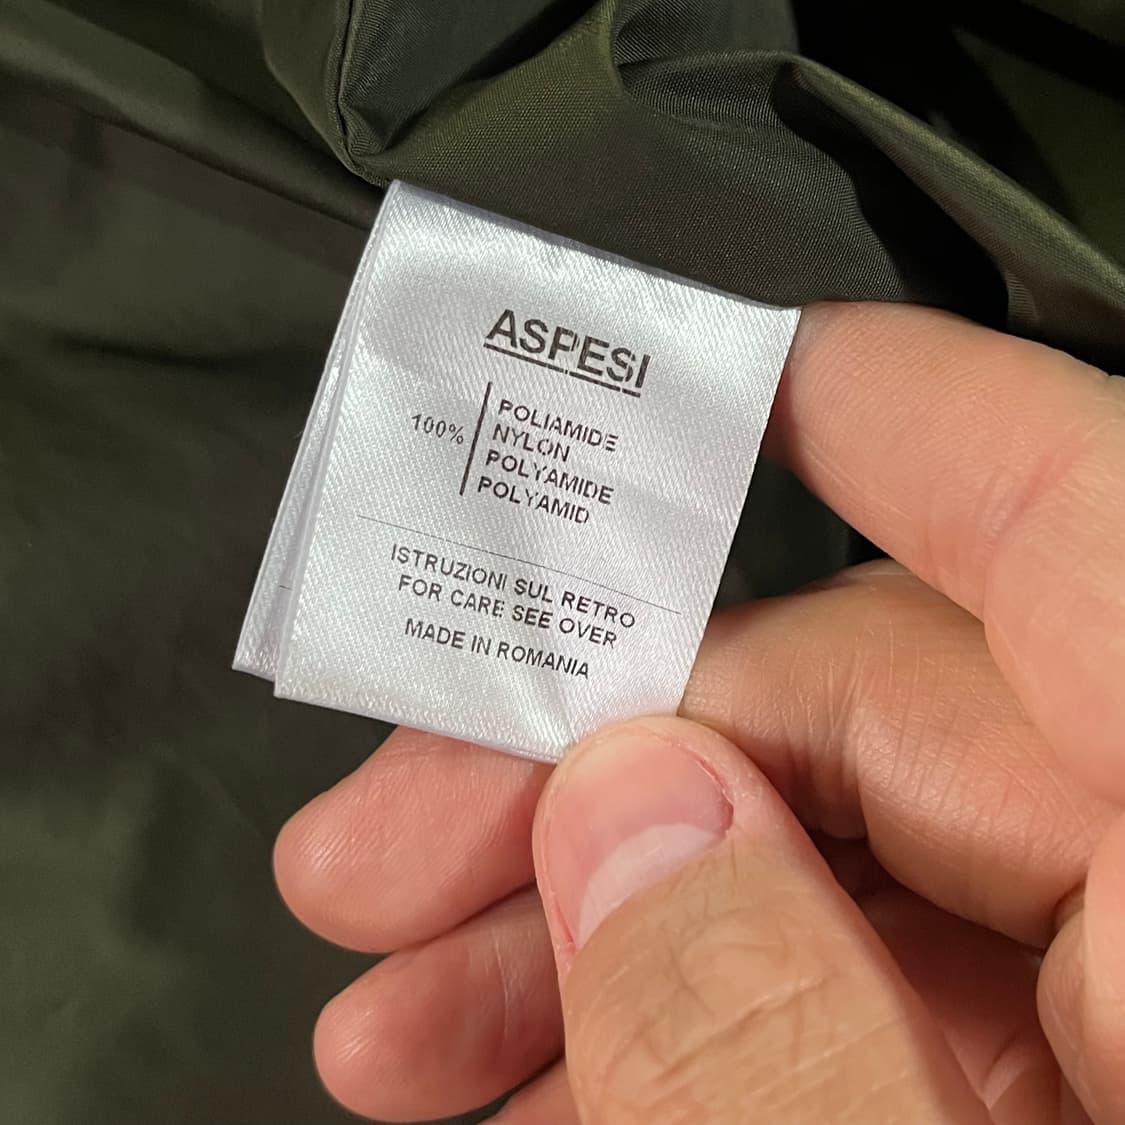 ASPESI
100%
POLIAMIDE
NYLON
POLYAMIDE
POLYAMID
ISTRUZIONI SUL RETRO
FOR CARE SEE OVER
MADE IN ROMANIA